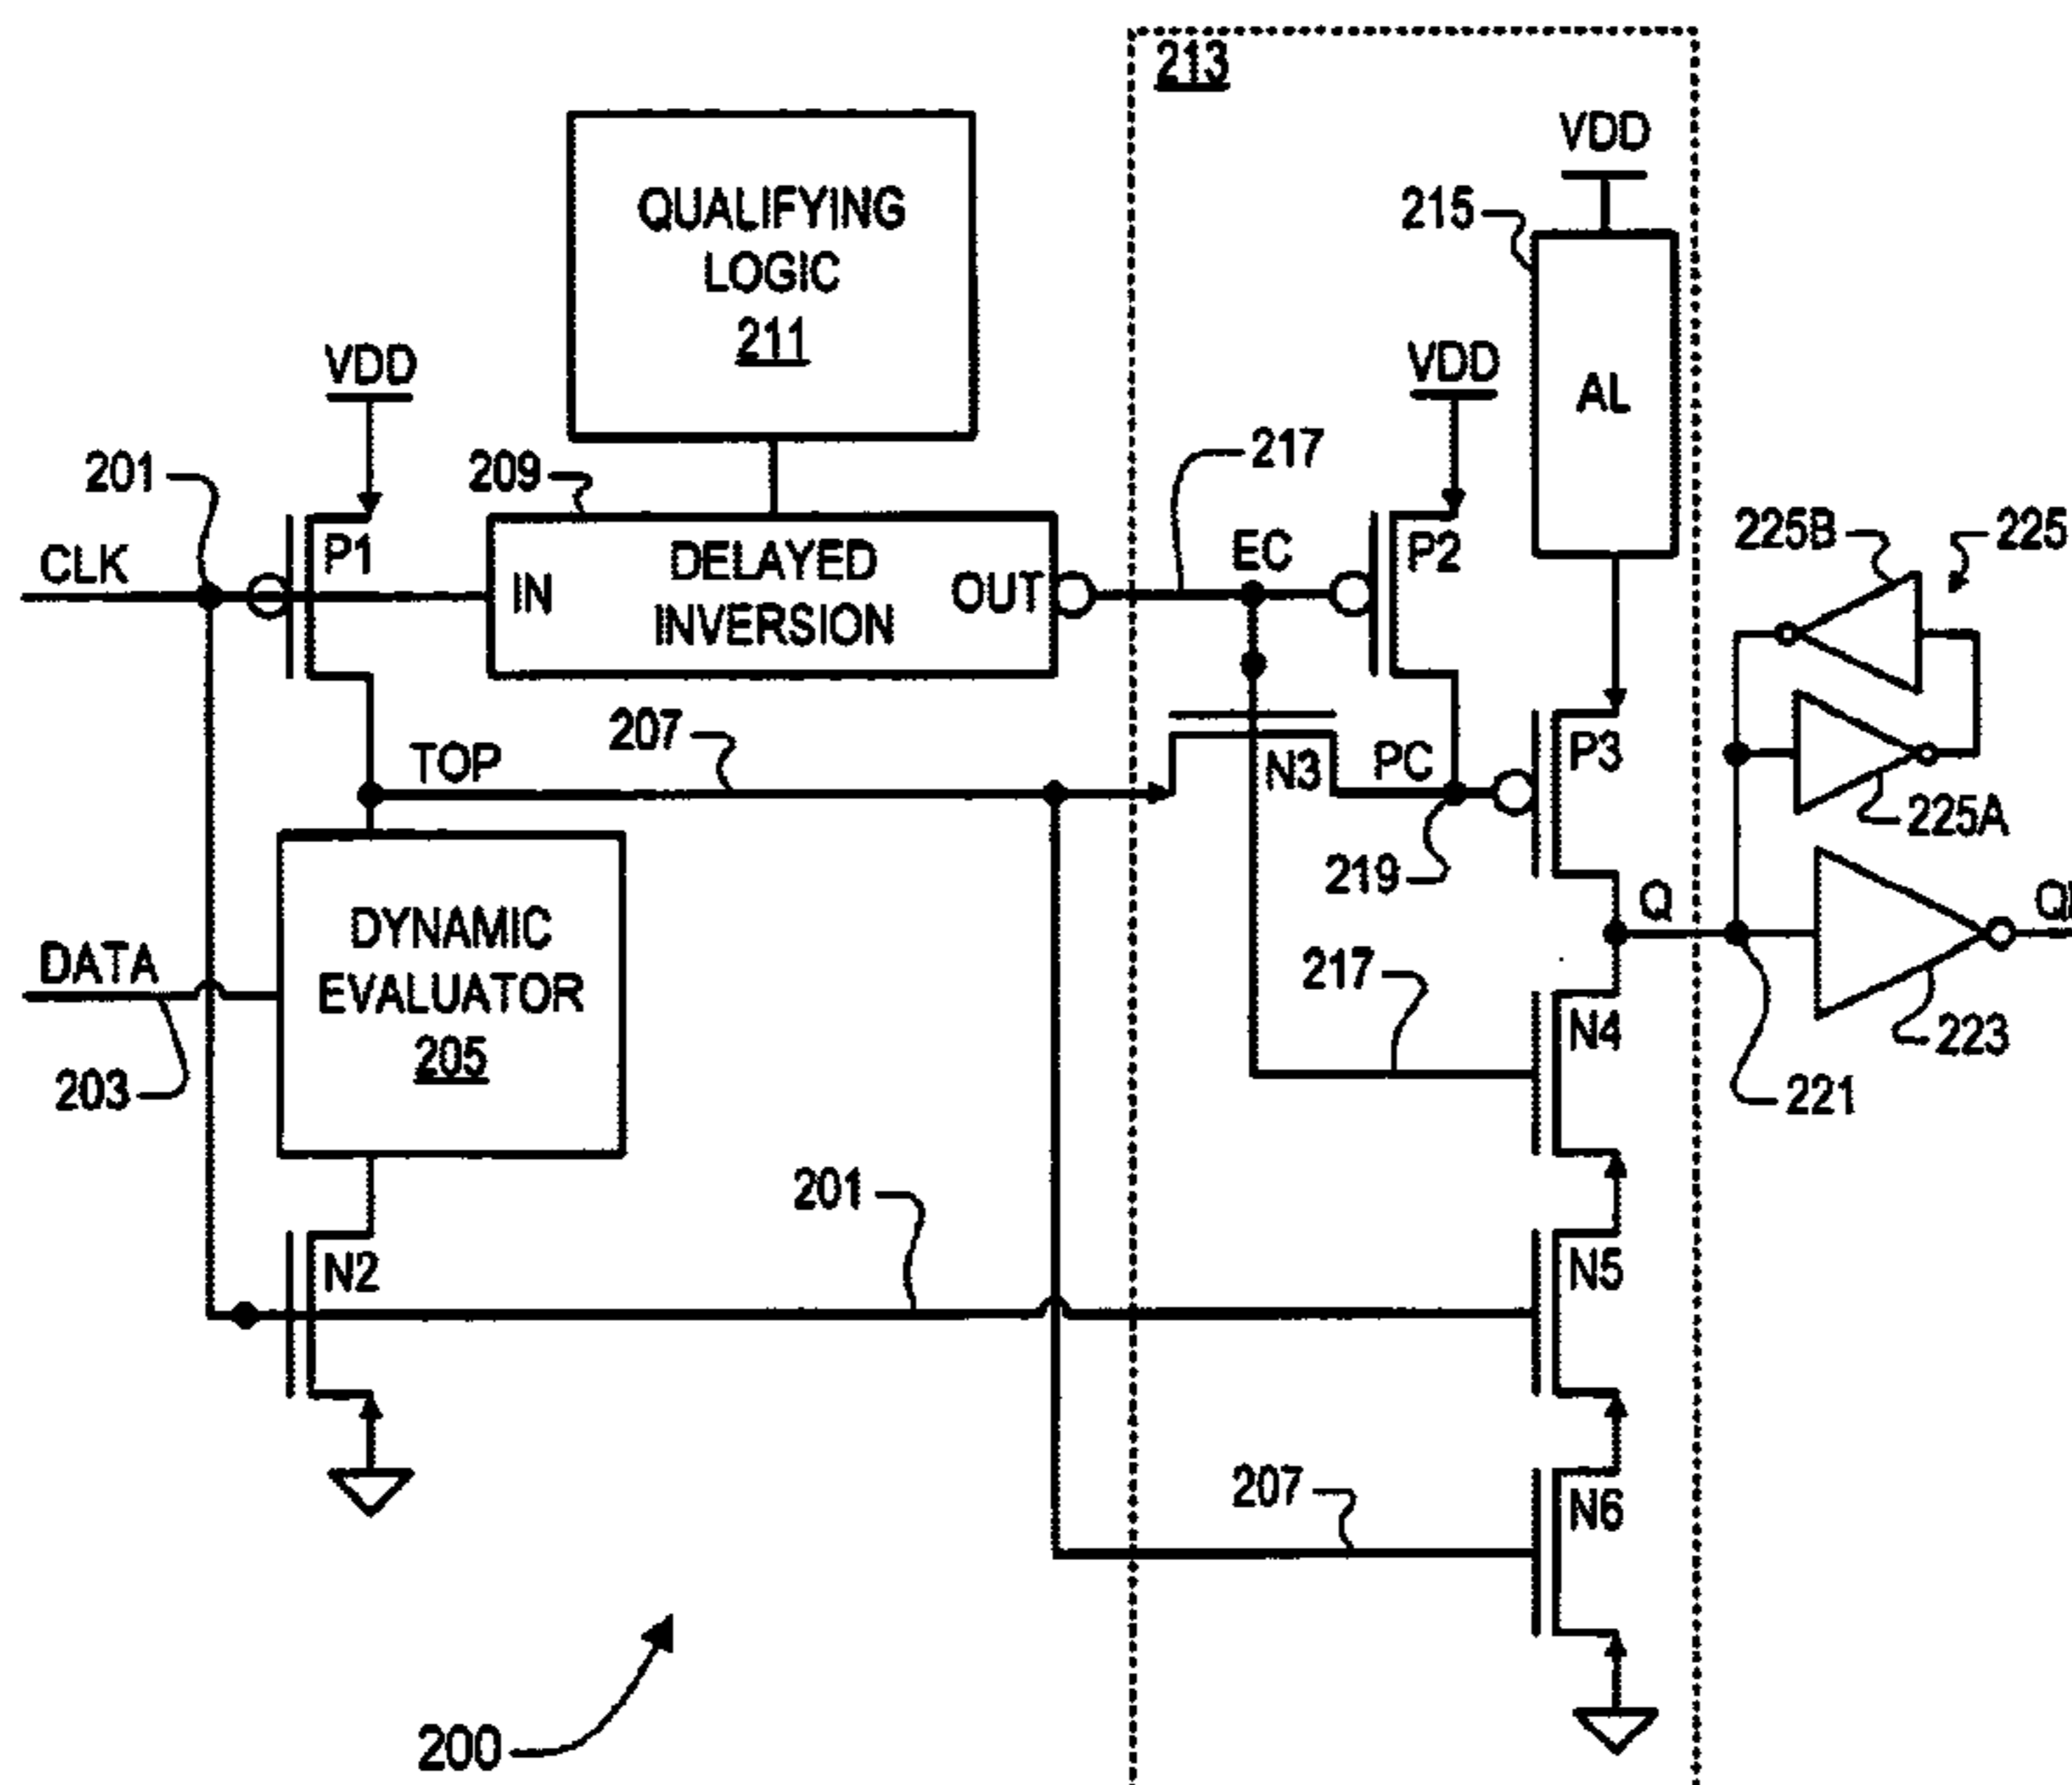 213
VDD
215
QUALIFYING
LOGIC
211
AL
VDD
VDD
201
209
217
225B
225
CLK
P1
IN
DELAYED
INVERSION
OUT
EC
P2
207
TOP
N3
PC
P3
225A
219
Q
DYNAMIC
EVALUATOR
205
DATA
203
217
N4
223
221
201
N2
N5
207
N6
200